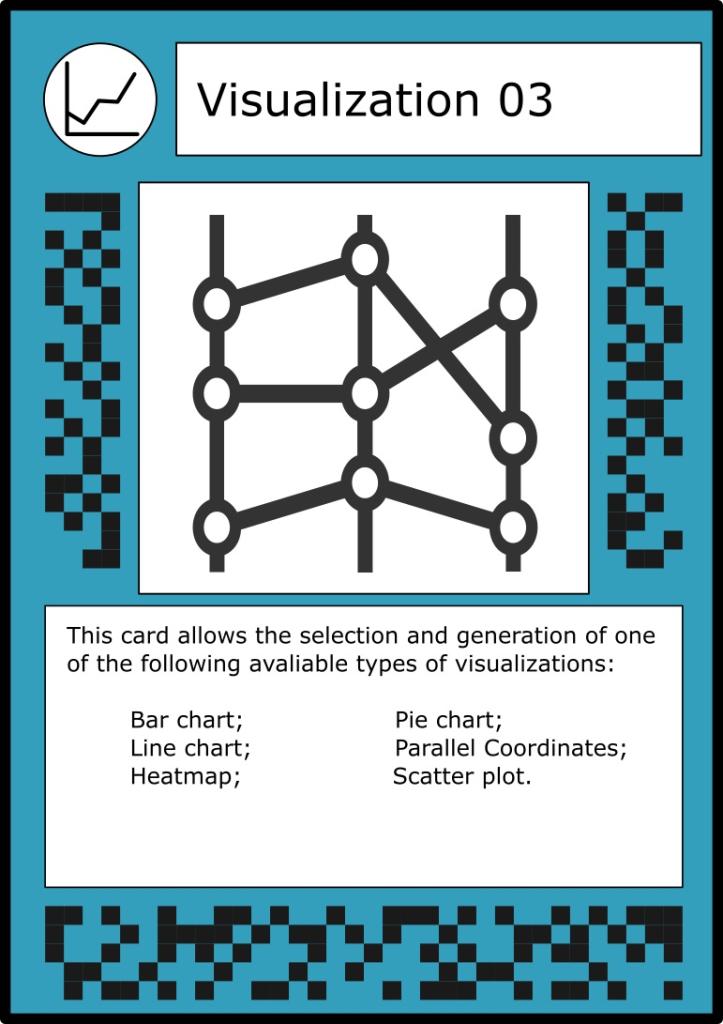 Visualization 03
This card allows the selection and generation of one
of the following avaliable types of visualizations:
Bar chart; Pie chart;
Line chart; Parallel Coordinates;
Heatmap; Scatter plot.